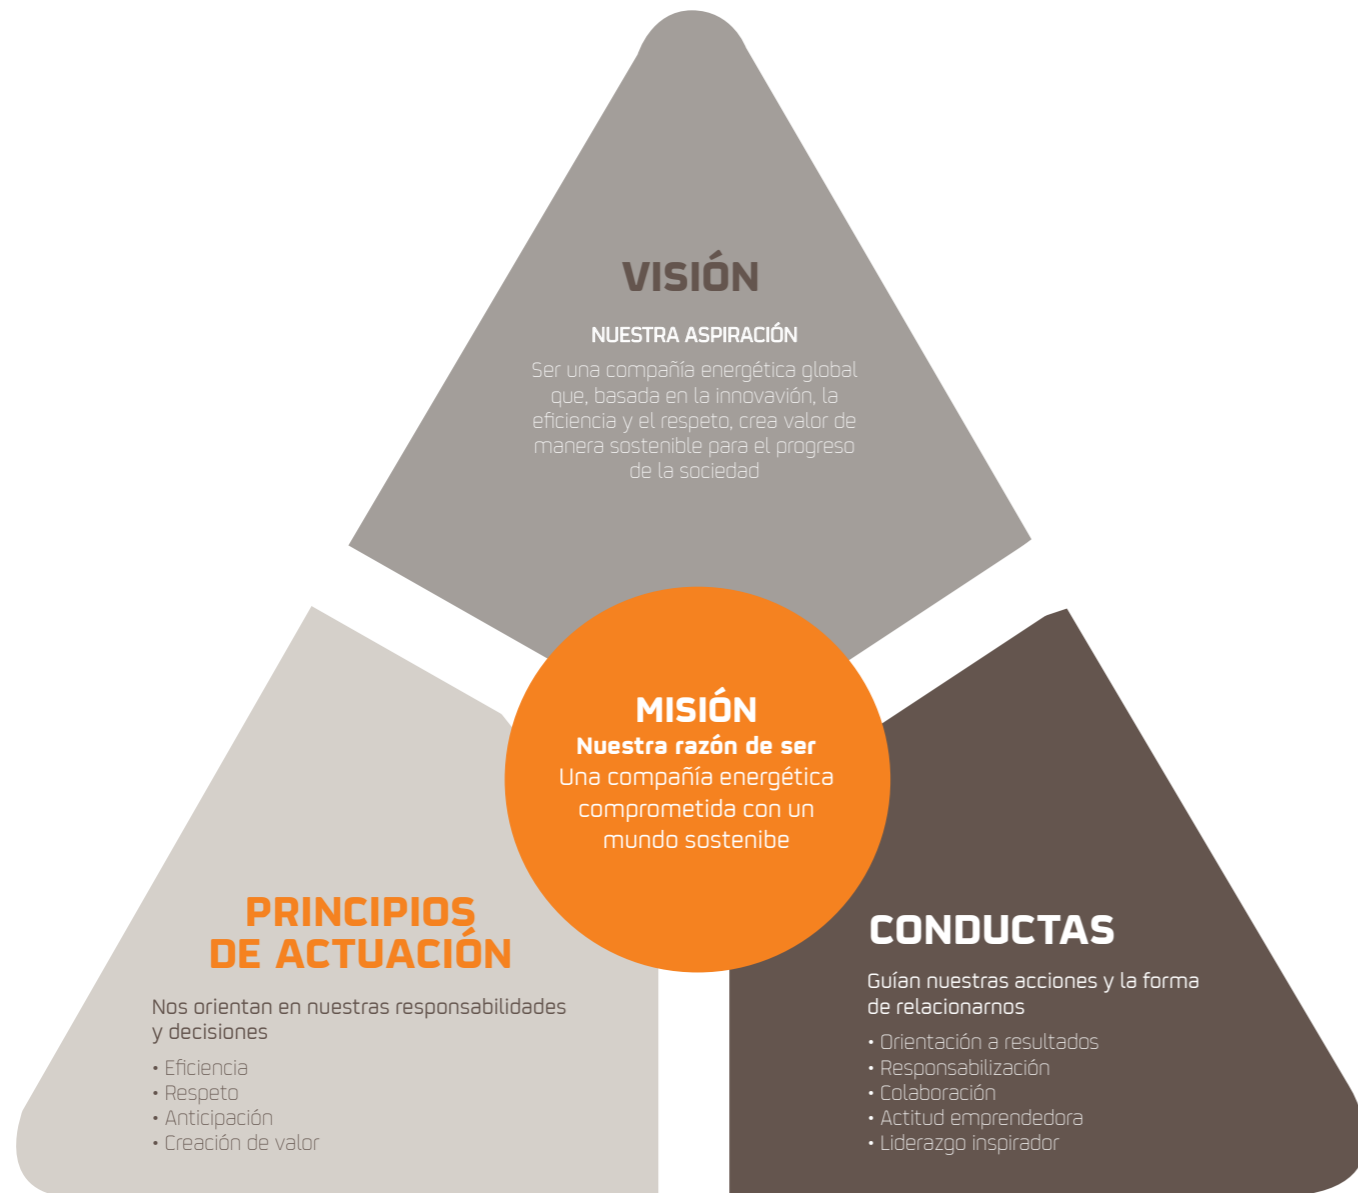 VISIÓN
NUESTRA ASPIRACIÓN
Ser una compañía energética global
que, basada en la innovavión, la
eficiencia y el respeto, crea valor de
manera sostenible para el progreso
de la sociedad
MISIÓN
Nuestra razón de ser
Una compañía energética
comprometida con un
mundo sostenibe
PRINCIPIOS
DE ACTUACIÓN
Nos orientan en nuestras responsabilidades
y decisiones
• Eficiencia
• Respeto
• Anticipación
• Creación de valor
CONDUCTAS
Guían nuestras acciones y la forma
de relacionarnos
• Orientación a resultados
• Responsabilización
• Colaboración
• Actitud emprendedora
• Liderazgo inspirador